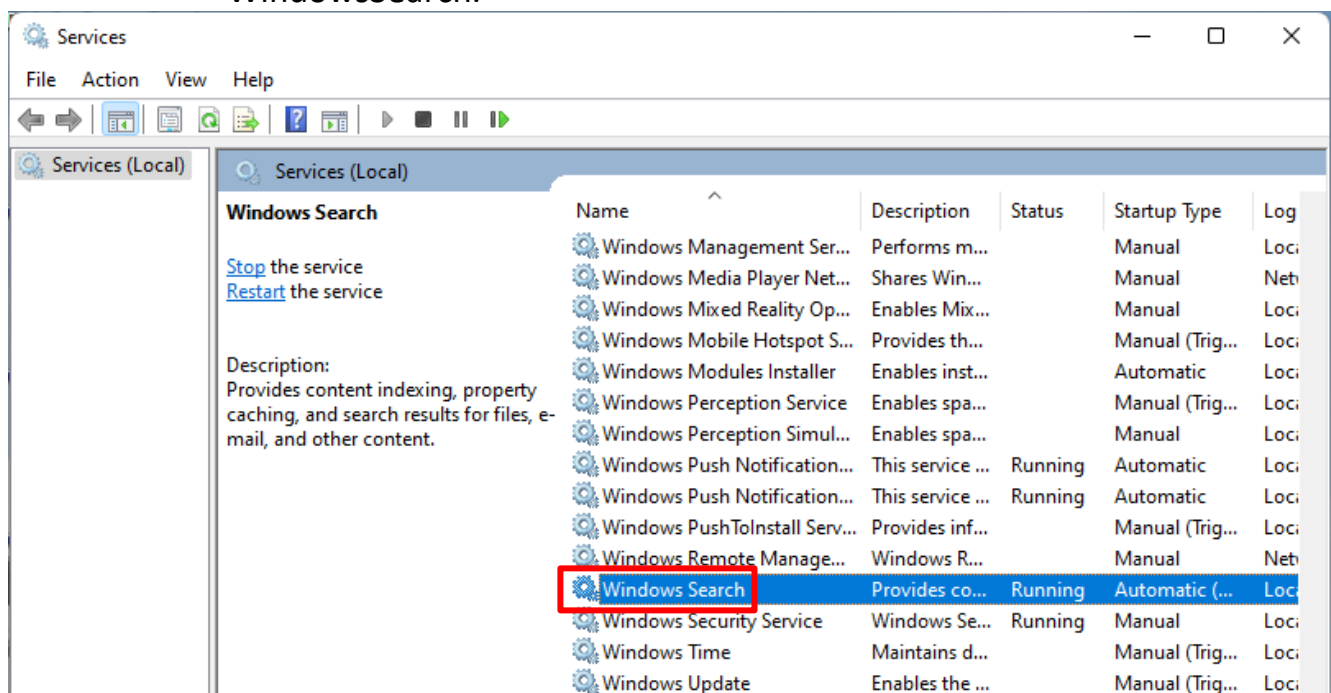 WindowsSearch.
Services
File Action View Help
Services (Local)
Services (Local)
Windows Search
Stop the service
Restart the service
Description:
Provides content indexing, property
caching, and search results for files, e-
mail, and other content.
Name Description Status Startup Type Log
Windows Management Ser... Performs m... Manual Loca
Windows Media Player Net... Shares Win... Manual Netw
Windows Mixed Reality Op... Enables Mix... Manual Loca
Windows Mobile Hotspot S... Provides th... Manual (Trig... Loca
Windows Modules Installer Enables inst... Automatic Loca
Windows Perception Service Enables spa... Manual (Trig... Loca
Windows Perception Simul... Enables spa... Manual Loca
Windows Push Notification... This service ... Running Automatic Loca
Windows Push Notification... This service ... Running Automatic Loca
Windows PushToInstall Serv... Provides inf... Manual (Trig... Loca
Windows Remote Manage... Windows R... Manual Netw
Windows Search Provides co... Running Automatic (... Loca
Windows Security Service Windows Se... Running Manual Loca
Windows Time Maintains d... Manual (Trig... Loca
Windows Update Enables the ... Manual (Trig... Loca